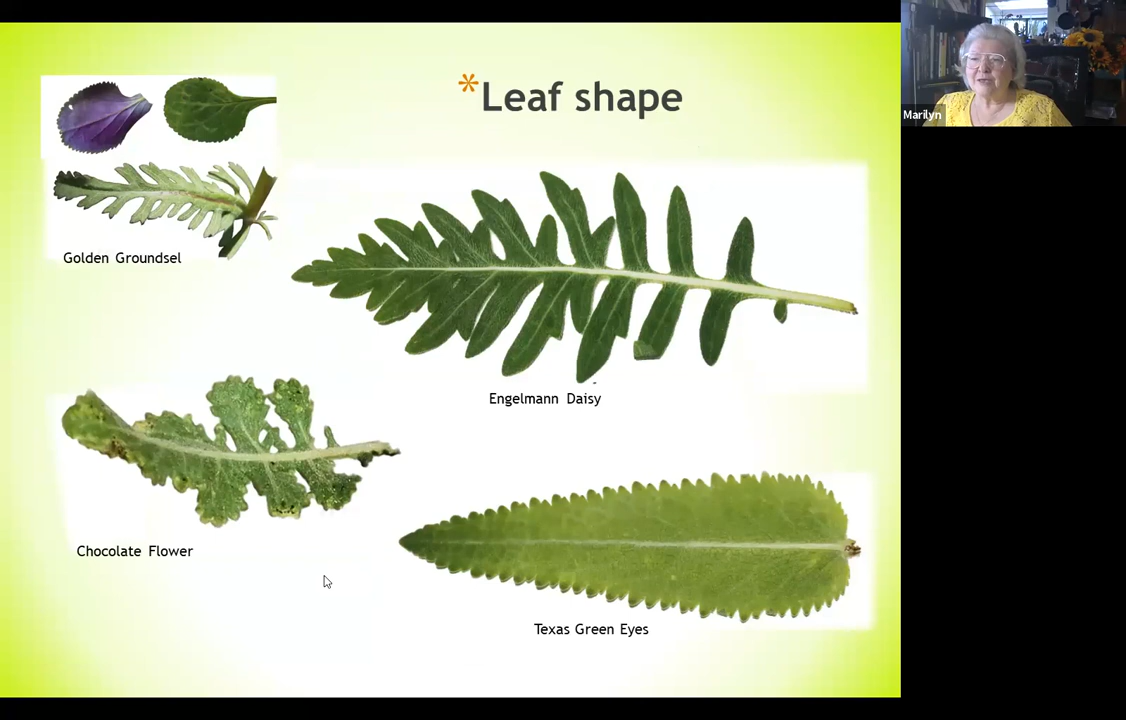 *Leaf shape
Marilyn
Golden Groundsel
Engelmann Daisy
Chocolate Flower
Texas Green Eyes